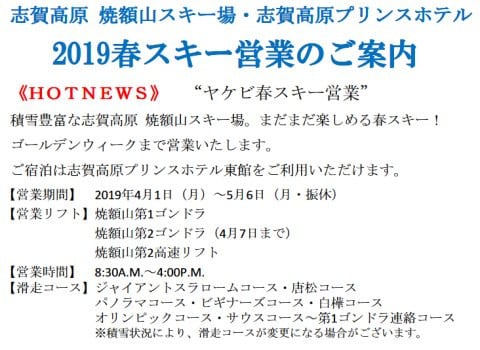 志賀高原 焼額山スキー場・志賀高原プリンスホテル
2019春スキー営業のご案内
《ＨＯＴＮＥＷＳ》 “ヤケビ春スキー営業”
積雪豊富な志賀高原 焼額山スキー場。まだまだ楽しめる春スキー！
ゴールデンウィークまで営業いたします。
ご宿泊は志賀高原プリンスホテル東館をご利用いただけます。
【営業期間】 2019年4月1日（月）～5月6日（月・振休）
【営業リフト】焼額山第1ゴンドラ
焼額山第2ゴンドラ（4月7日まで）
焼額山第2高速リフト
【営業時間】 8:30A.M.～4:00P.M.
【滑走コース】ジャイアントスラロームコース・唐松コース
パノラマコース・ビギナーズコース・白樺コース
オリンピックコース・サウスコース～第1ゴンドラ連絡コース
※積雪状況により、滑走コースが変更になる場合がございます。